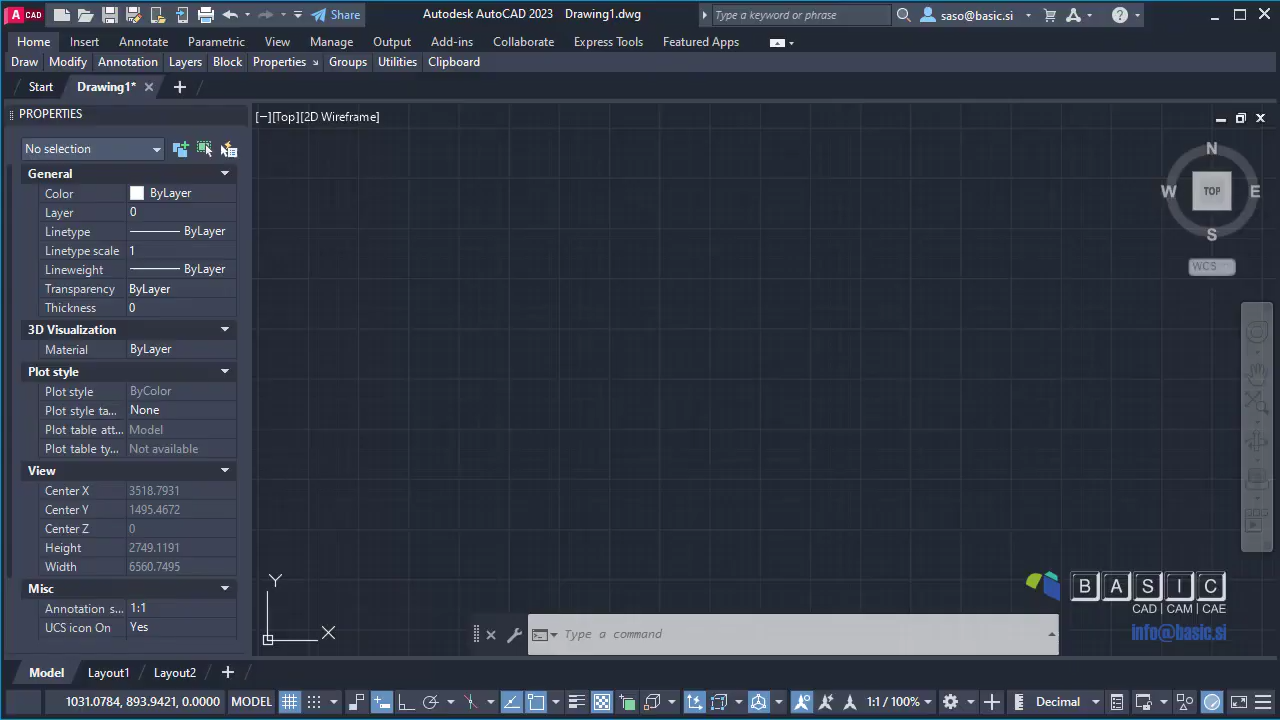 CAD
Share
Autodesk AutoCAD 2023 Drawing1.dwg
Type a keyword or phrase
saso@basic.si
Home Insert Annotate Parametric View Manage Output Add-ins Collaborate Express Tools Featured Apps
Draw Modify Annotation Layers Block Properties Groups Utilities Clipboard
Start Drawing1*
PROPERTIES
[−][Top][2D Wireframe]
No selection
General
Color ByLayer
Layer 0
Linetype ByLayer
Linetype scale 1
Lineweight ByLayer
Transparency ByLayer
Thickness 0
3D Visualization
Material ByLayer
Plot style
Plot style ByColor
Plot style ta... None
Plot table att... Model
Plot table ty... Not available
View
Center X 3518.7931
Center Y 1495.4672
Center Z 0
Height 2749.1191
Width 6560.7495
Misc
Annotation s... 1:1
UCS icon On Yes
N
W TOP E
S
WCS
Y
X
Type a command
BASIC
CAD | CAM | CAE
info@basic.si
Model Layout1 Layout2
1031.0784, 893.9421, 0.0000 MODEL 1:1 / 100% Decimal